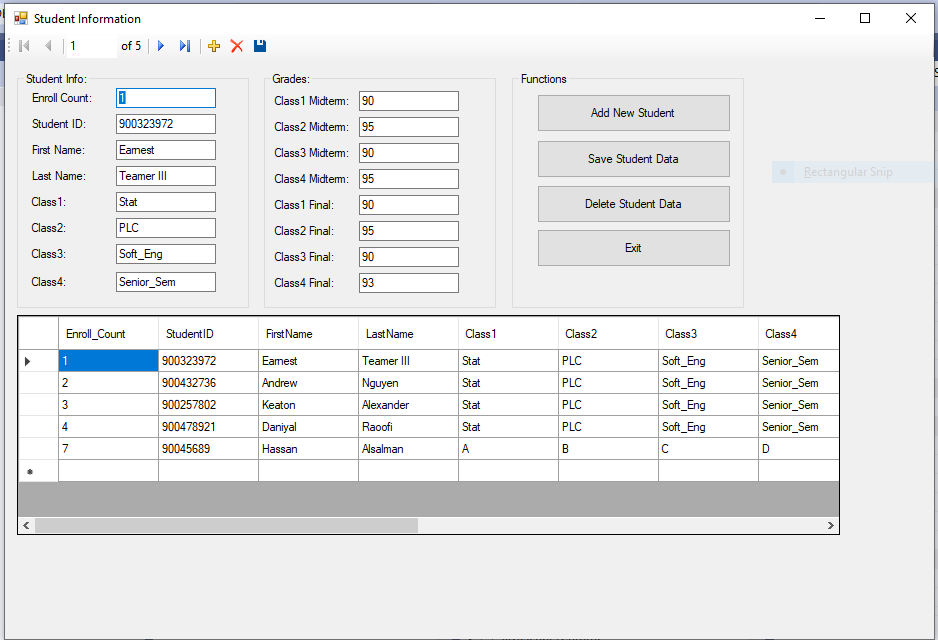 Student Information
1 of 5
Student Info:
Enroll Count: 1
Student ID: 900323972
First Name: Earnest
Last Name: Teamer III
Class1: Stat
Class2: PLC
Class3: Soft_Eng
Class4: Senior_Sem
Grades:
Class1 Midterm: 90
Class2 Midterm: 95
Class3 Midterm: 90
Class4 Midterm: 95
Class1 Final: 90
Class2 Final: 95
Class3 Final: 90
Class4 Final: 93
Functions
Add New Student
Save Student Data
Delete Student Data
Exit
Rectangular Snip
Enroll_Count StudentID FirstName LastName Class1 Class2 Class3 Class4
1 900323972 Earnest Teamer III Stat PLC Soft_Eng Senior_Sem
2 900432736 Andrew Nguyen Stat PLC Soft_Eng Senior_Sem
3 900257802 Keaton Alexander Stat PLC Soft_Eng Senior_Sem
4 900478921 Daniyal Raoofi Stat PLC Soft_Eng Senior_Sem
7 90045689 Hassan Alsalman A B C D